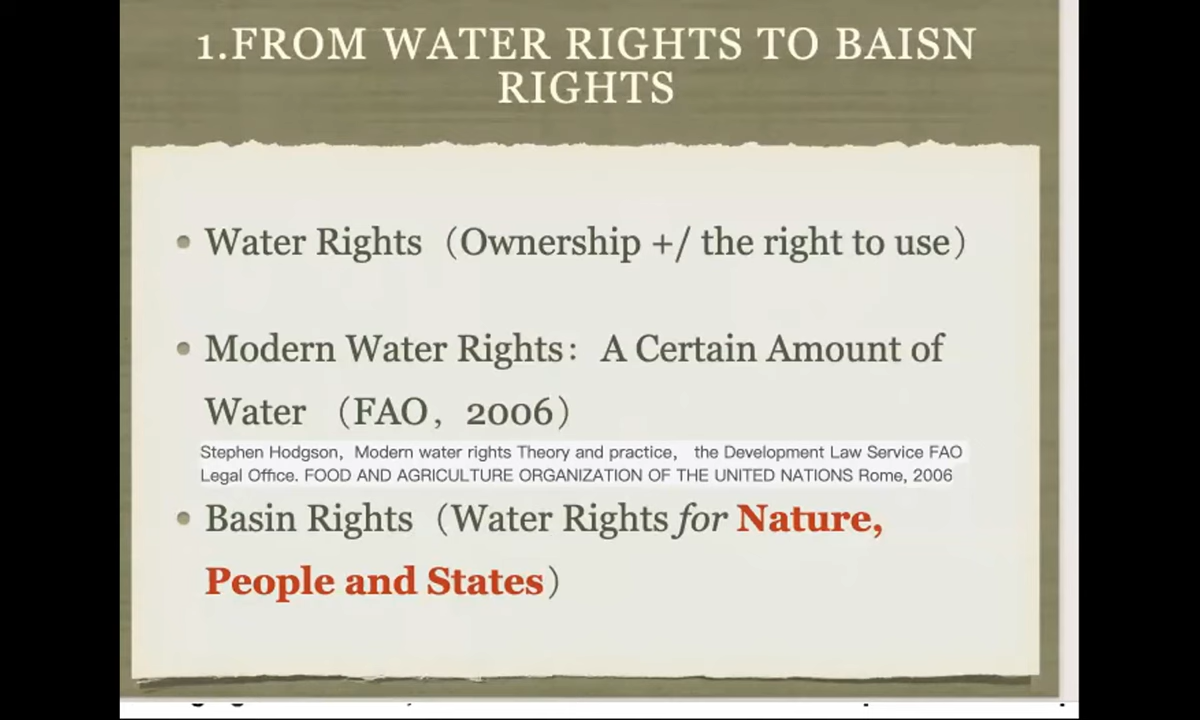 1.FROM WATER RIGHTS TO BAISN
RIGHTS
• Water Rights（Ownership +/ the right to use）
• Modern Water Rights： A Certain Amount of
Water （FAO，2006）
Stephen Hodgson， Modern water rights Theory and practice， the Development Law Service FAO
Legal Office. FOOD AND AGRICULTURE ORGANIZATION OF THE UNITED NATIONS Rome, 2006
• Basin Rights（Water Rights for Nature,
People and States）